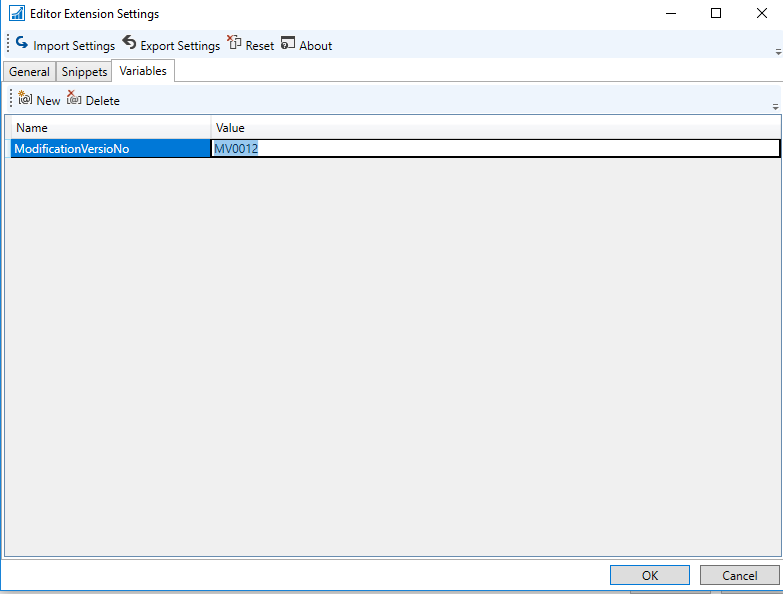 Editor Extension Settings
Import Settings Export Settings Reset About
General Snippets Variables
New Delete
Name Value
ModificationVersioNo MV0012
OK Cancel